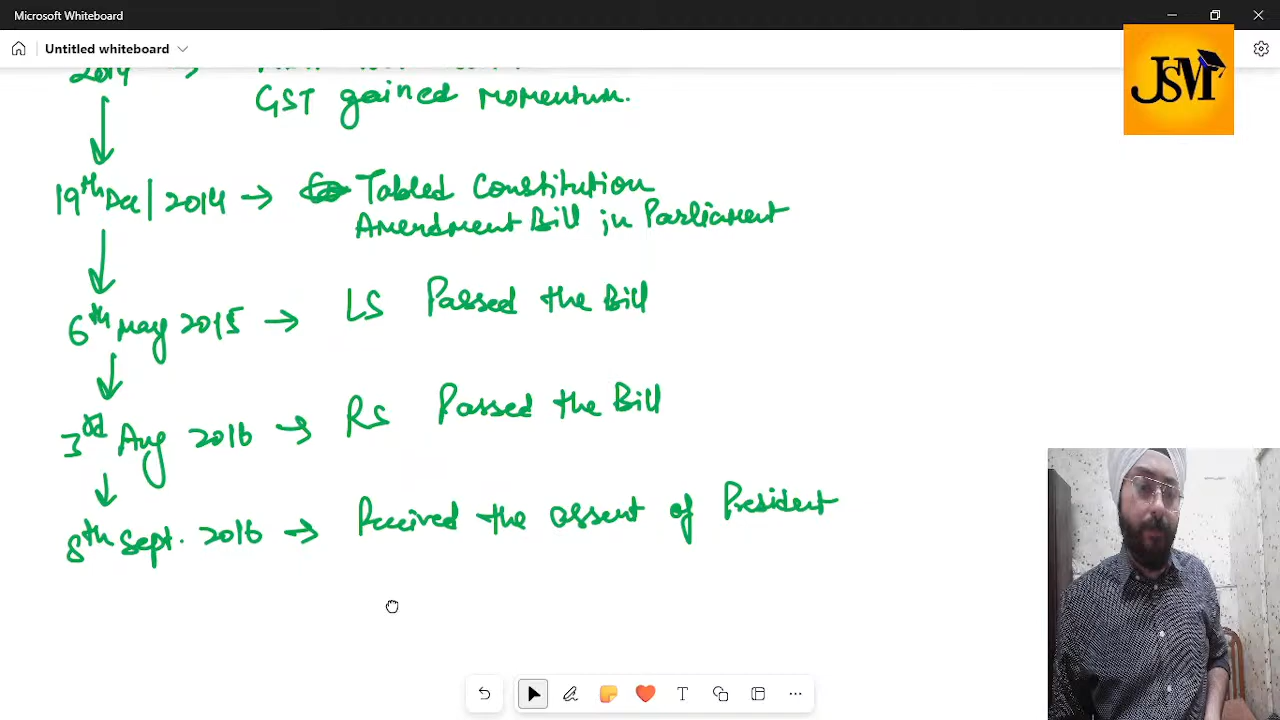 Microsoft Whiteboard
Untitled whiteboard
JSM
2014 →
GST gained momentum.
19th Dec | 2014 → Tabled Constitution
Amendment Bill in Parliament
6th May 2015 → LS Passed the Bill
3rd Aug 2016 → RS Passed the Bill
8th Sept. 2016 → Received the assent of President